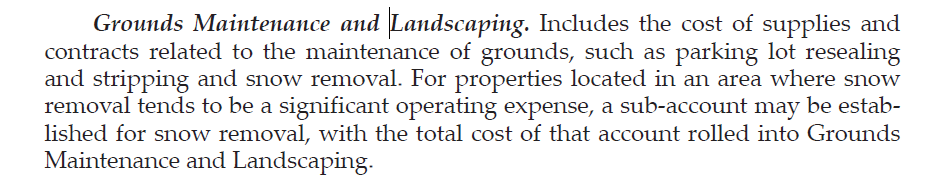 Grounds Maintenance and Landscaping. Includes the cost of supplies and
contracts related to the maintenance of grounds, such as parking lot resealing
and stripping and snow removal. For properties located in an area where snow
removal tends to be a significant operating expense, a sub-account may be estab-
lished for snow removal, with the total cost of that account rolled into Grounds
Maintenance and Landscaping.